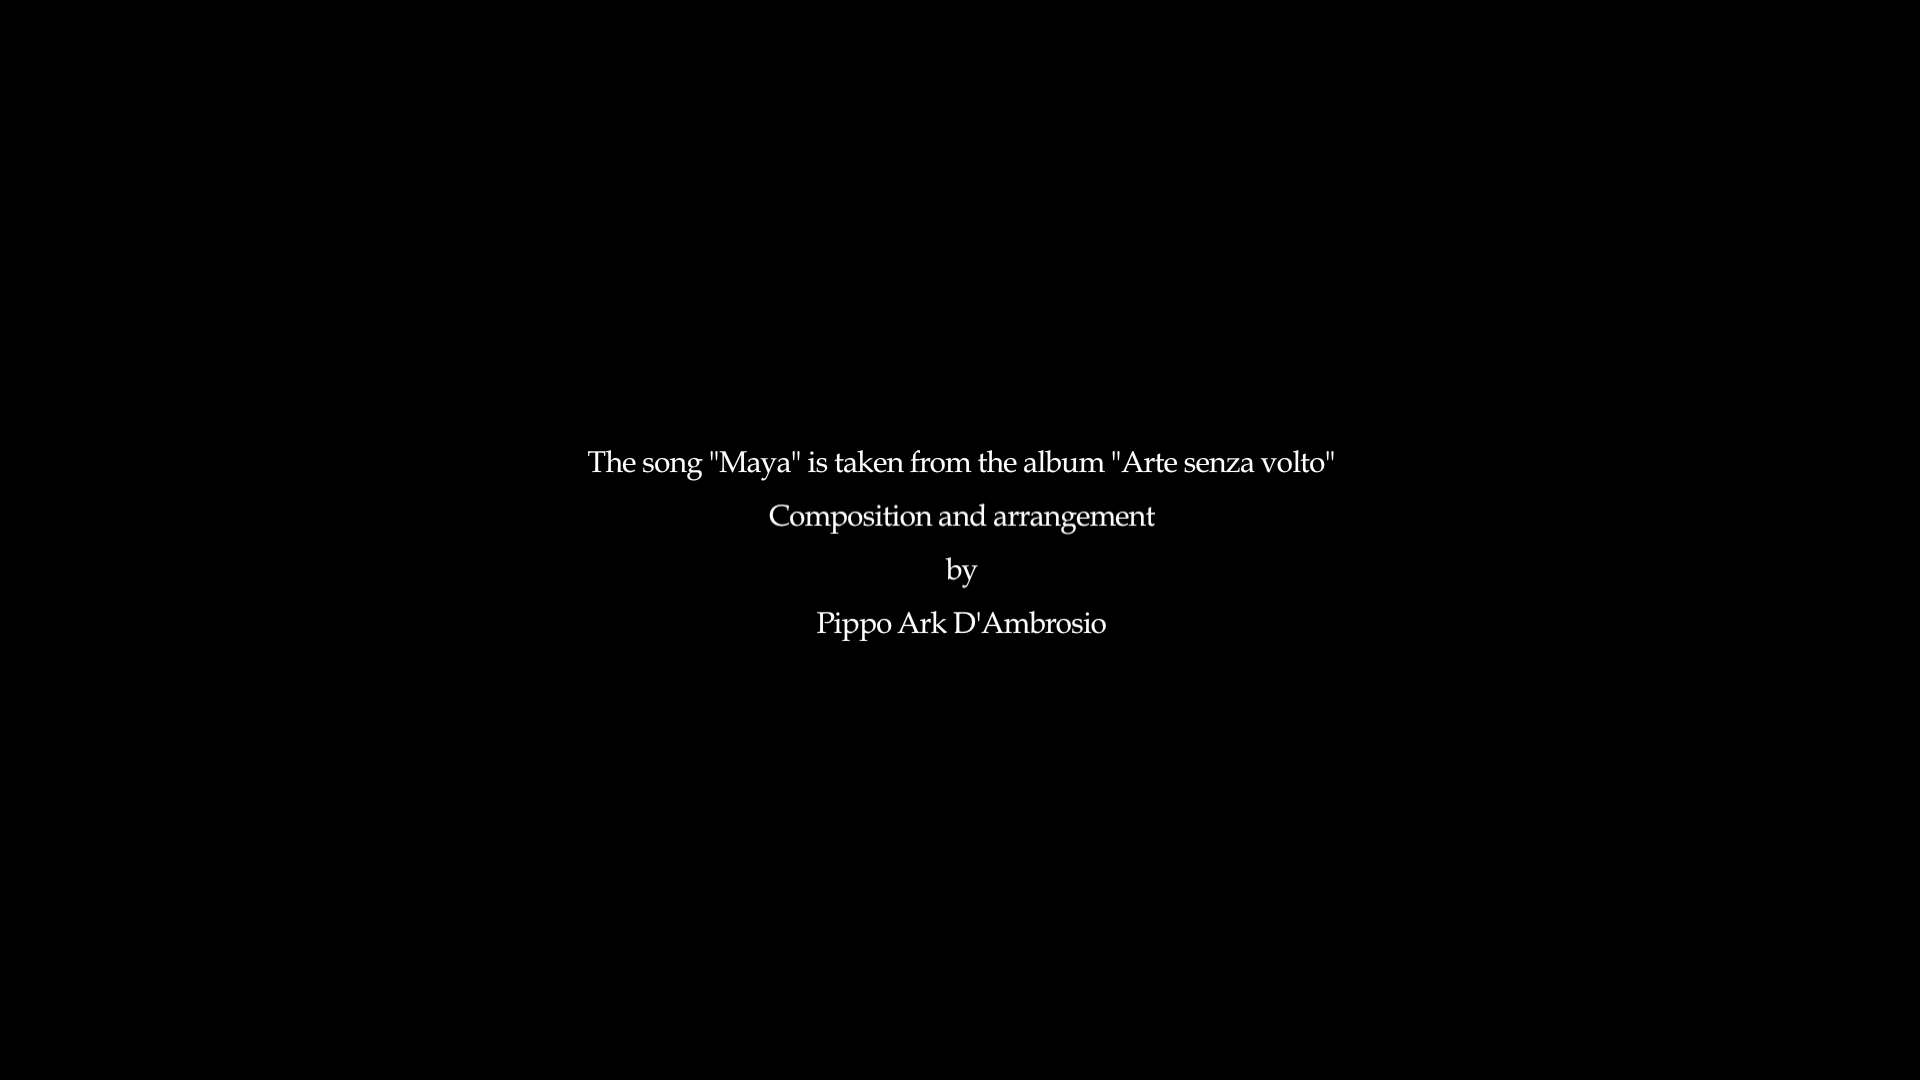 The song "Maya" is taken from the album "Arte senza volto"
Composition and arrangement
by
Pippo Ark D'Ambrosio